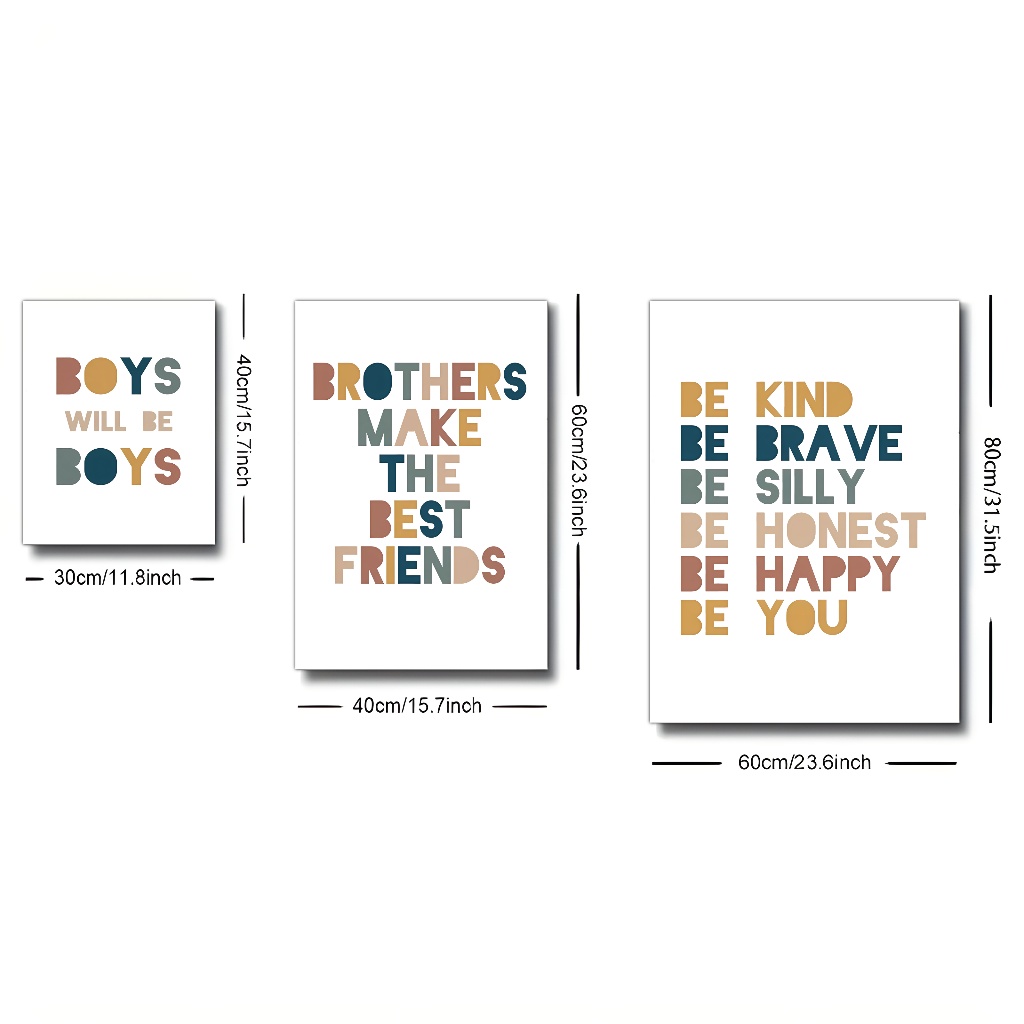 BOYS
WILL BE
BOYS
40cm/15.7inch
30cm/11.8inch
BROTHERS
MAKE
THE
BEST
FRIENDS
60cm/23.6inch
40cm/15.7inch
BE KIND
BE BRAVE
BE SILLY
BE HONEST
BE HAPPY
BE YOU
80cm/31.5inch
60cm/23.6inch